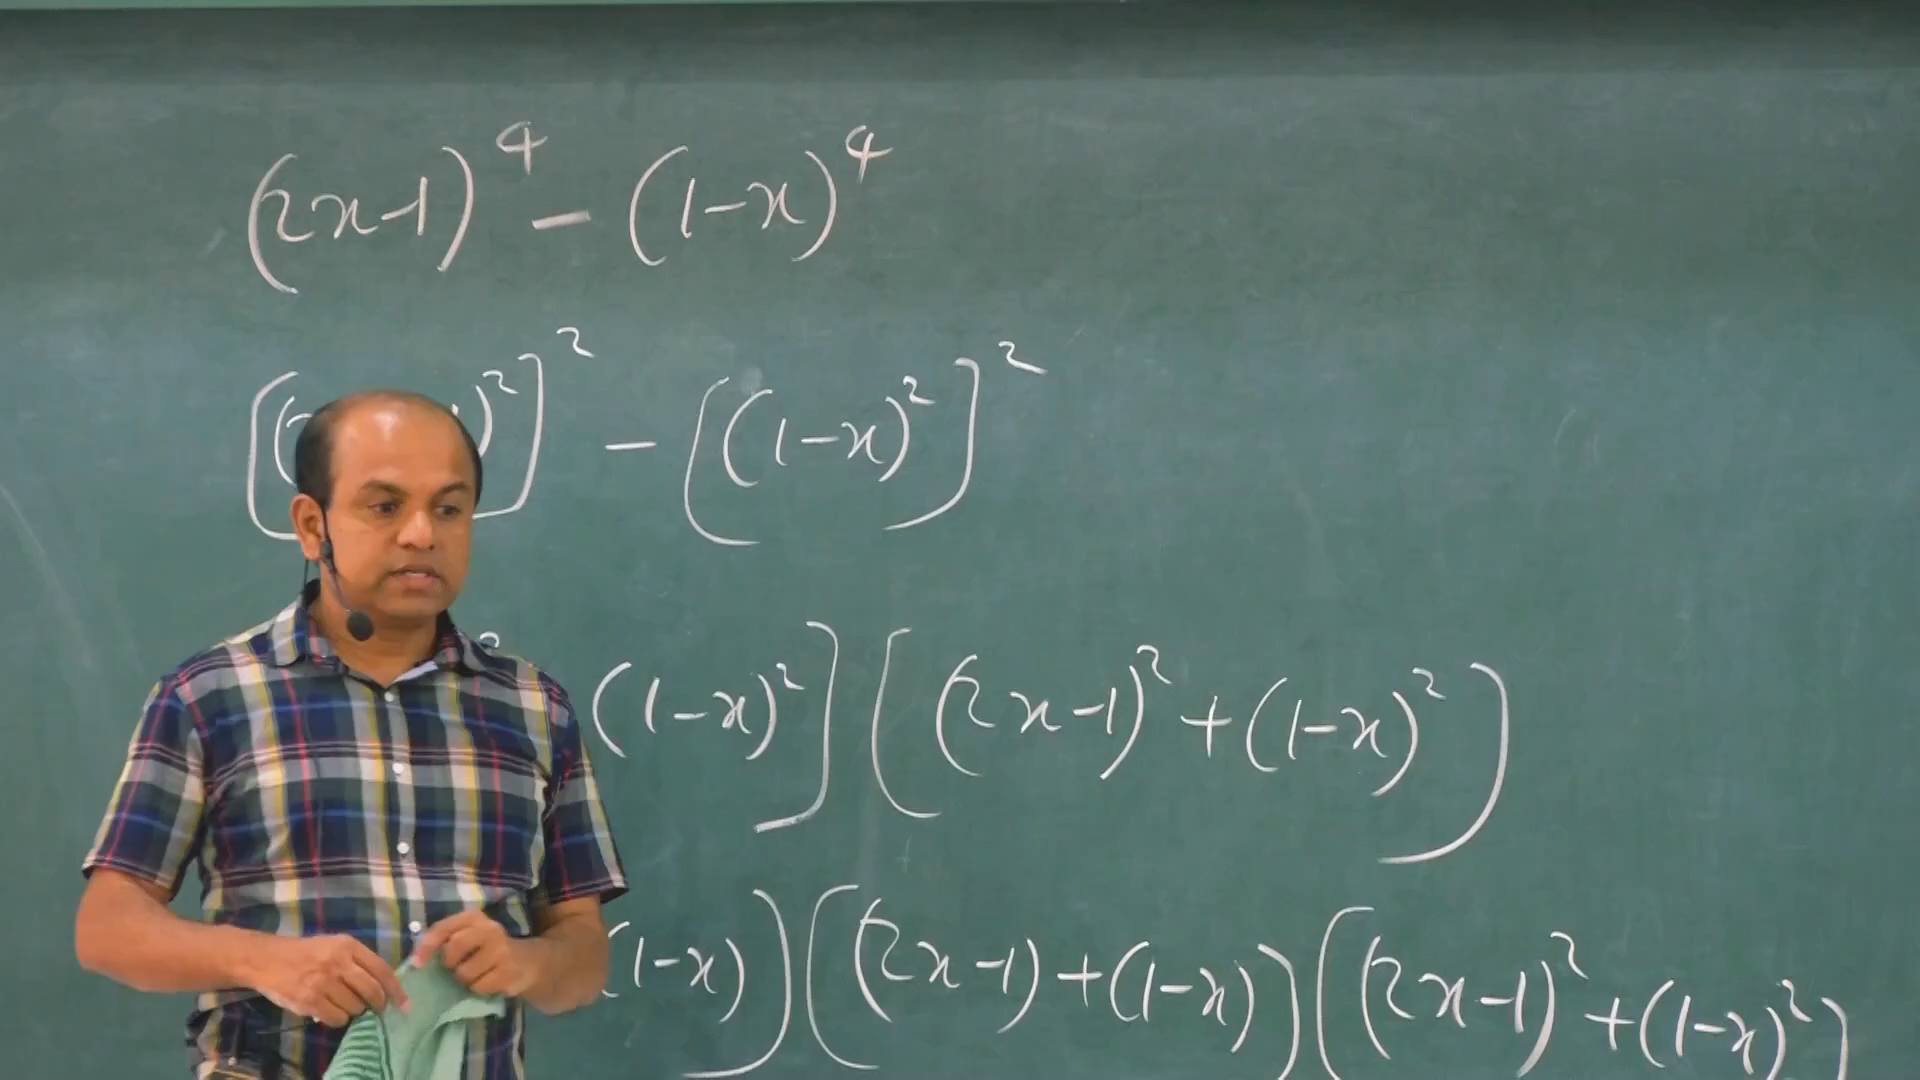 (2x-1)⁴ - (1-x)⁴
[( )²]² - [(1-x)²]²
² (1-x)²] [(2x-1)² + (1-x)²]
(1-x)) ((2x-1) + (1-x)) ((2x-1)² + (1-x)²)